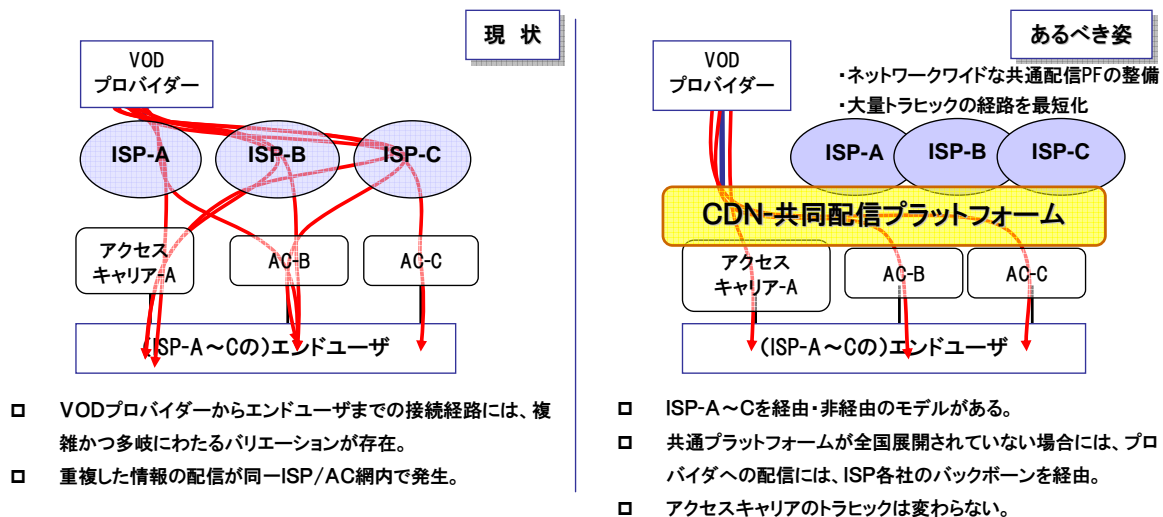 現 状
VOD
プロバイダー
ISP-A
ISP-B
ISP-C
アクセス
キャリア-A
AC-B
AC-C
(ISP-A～Cの)エンドユーザ
VODプロバイダーからエンドユーザまでの接続経路には、複
雑かつ多岐にわたるバリエーションが存在。
重複した情報の配信が同一ISP/AC網内で発生。
あるべき姿
VOD
プロバイダー
・ネットワークワイドな共通配信PFの整備
・大量トラヒックの経路を最短化
ISP-A
ISP-B
ISP-C
CDN-共同配信プラットフォーム
アクセス
キャリア-A
AC-B
AC-C
(ISP-A～Cの)エンドユーザ
ISP-A～Cを経由・非経由のモデルがある。
共通プラットフォームが全国展開されていない場合には、プロ
バイダへの配信には、ISP各社のバックボーンを経由。
アクセスキャリアのトラヒックは変わらない。